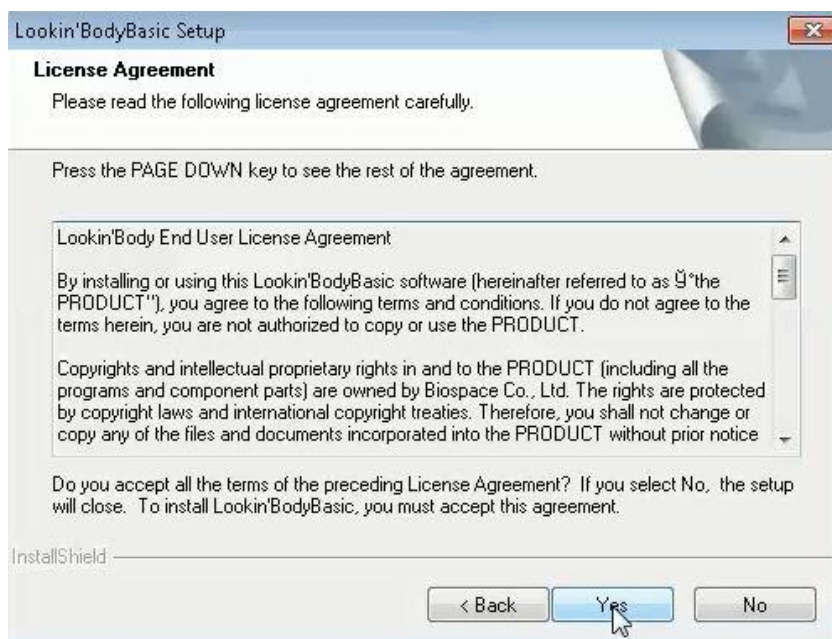 Lookin'BodyBasic Setup
License Agreement
Please read the following license agreement carefully.
Press the PAGE DOWN key to see the rest of the agreement.
Lookin'Body End User License Agreement
By installing or using this Lookin'BodyBasic software (hereinafter referred to as Ÿ°the
PRODUCT"), you agree to the following terms and conditions. If you do not agree to the
terms herein, you are not authorized to copy or use the PRODUCT.
Copyrights and intellectual proprietary rights in and to the PRODUCT (including all the
programs and component parts) are owned by Biospace Co., Ltd. The rights are protected
by copyright laws and international copyright treaties. Therefore, you shall not change or
copy any of the files and documents incorporated into the PRODUCT without prior notice
Do you accept all the terms of the preceding License Agreement? If you select No, the setup
will close. To install Lookin'BodyBasic, you must accept this agreement.
InstallShield
< Back Yes No